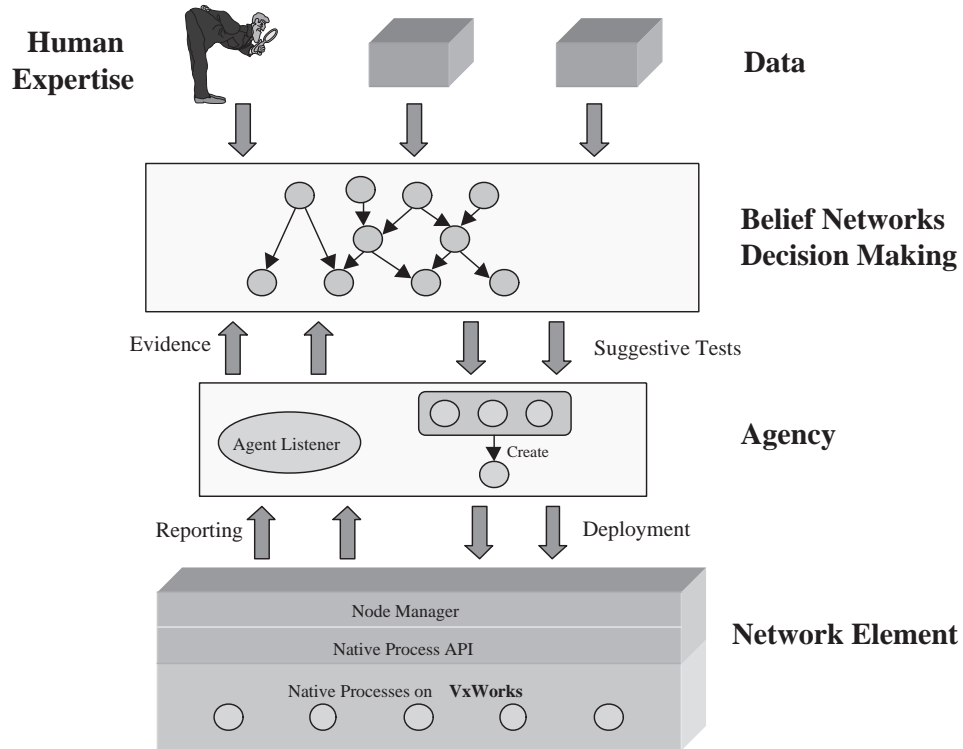 Human
Expertise
Data
Belief Networks
Decision Making
Evidence
Suggestive Tests
Agent Listener
Create
Agency
Reporting
Deployment
Node Manager
Native Process API
Native Processes on VxWorks
Network Element